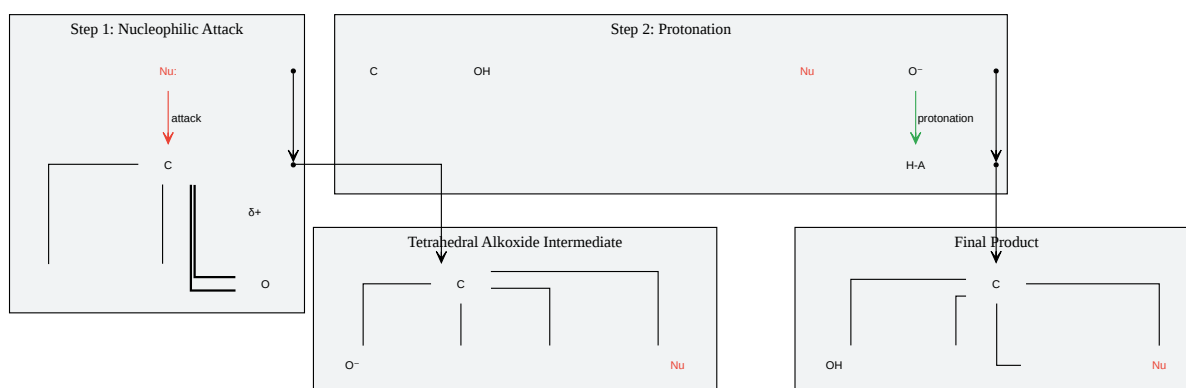 Step 1: Nucleophilic Attack
Nu:
attack
C
δ+
O
Step 2: Protonation
C OH Nu O⁻
protonation
H-A
Tetrahedral Alkoxide Intermediate
C
O⁻ Nu
Final Product
C
OH Nu